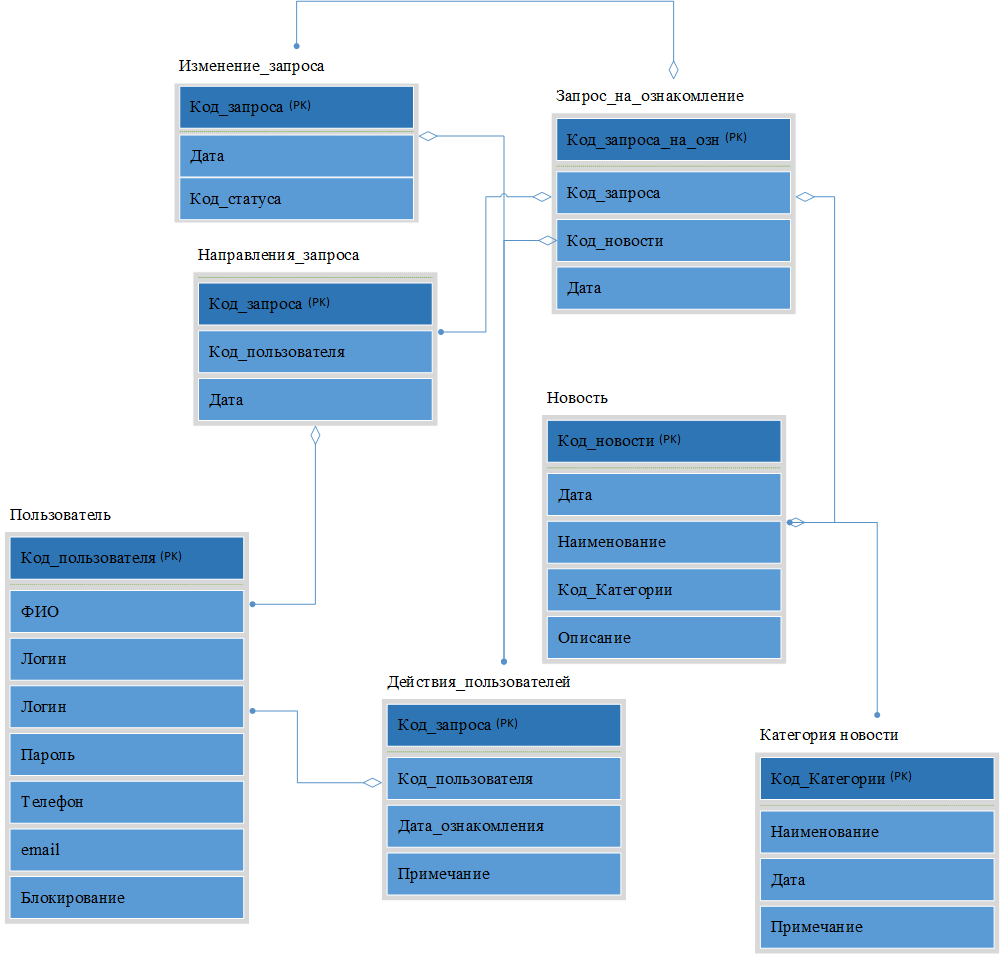 Изменение_запроса
Код_запроса (PK)
Дата
Код_статуса
Запрос_на_ознакомление
Код_запроса_на_озн (PK)
Код_запроса
Код_новости
Дата
Направления_запроса
Код_запроса (PK)
Код_пользователя
Дата
Новость
Код_новости (PK)
Дата
Наименование
Код_Категории
Описание
Пользователь
Код_пользователя (PK)
ФИО
Логин
Логин
Пароль
Телефон
email
Блокирование
Действия_пользователей
Код_запроса (PK)
Код_пользователя
Дата_ознакомления
Примечание
Категория новости
Код_Категории (PK)
Наименование
Дата
Примечание